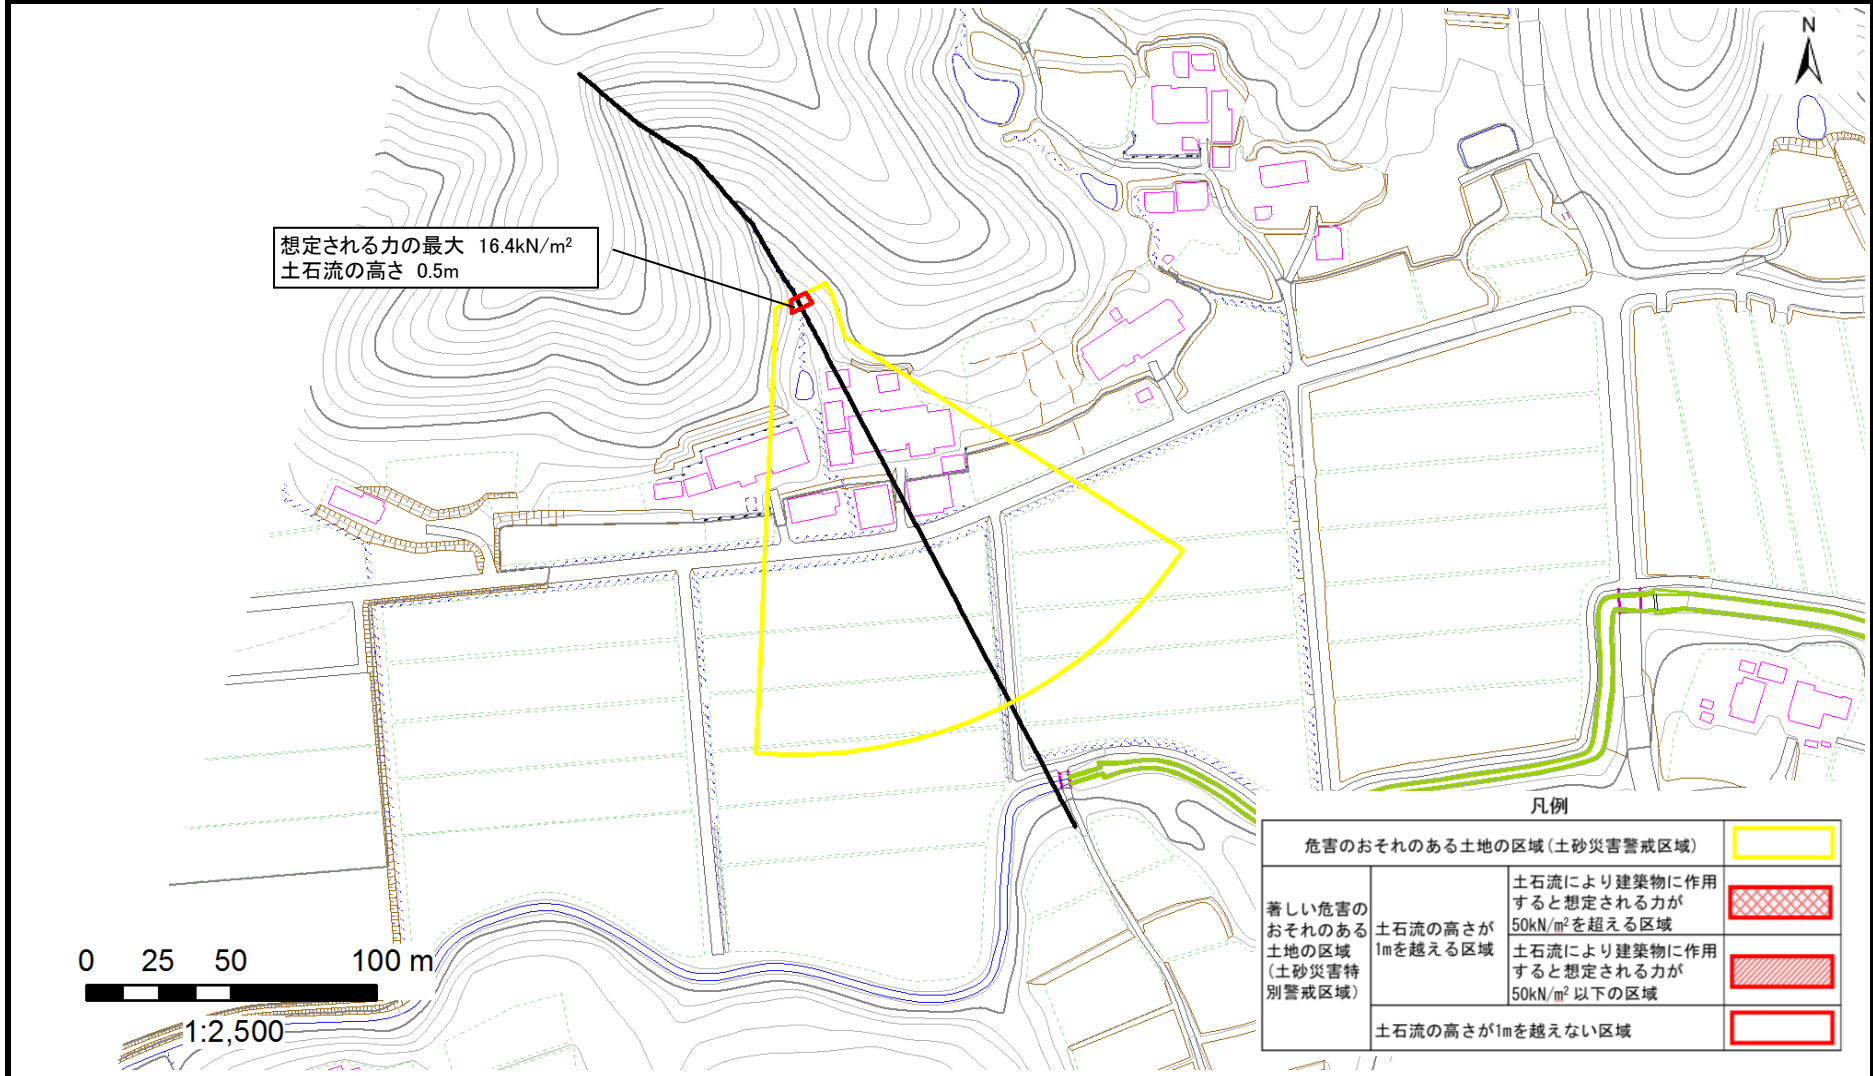 N
想定される力の最大 16.4kN/m²
土石流の高さ 0.5m
0 25 50 100 m
1:2,500
凡例
危害のおそれのある土地の区域(土砂災害警戒区域)
著しい危害の
おそれのある
土地の区域
(土砂災害特
別警戒区域)
土石流の高さが
1mを越える区域
土石流により建築物に作用
すると想定される力が
50kN/m²を超える区域
土石流により建築物に作用
すると想定される力が
50kN/m² 以下の区域
土石流の高さが1mを越えない区域